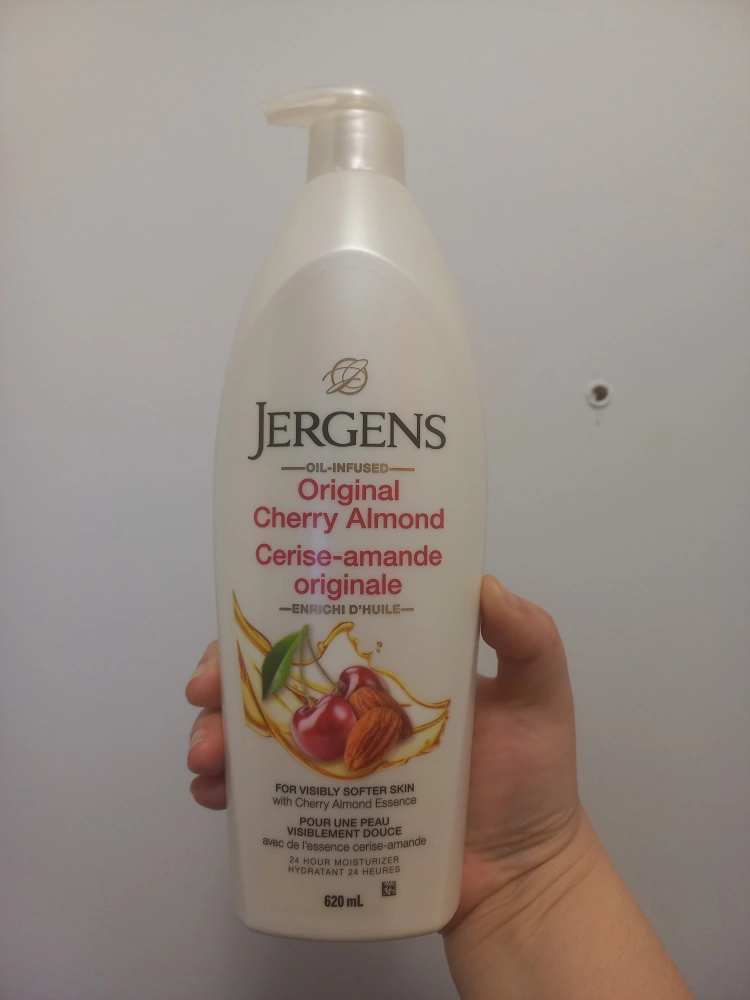 JERGENS
OIL-INFUSED
Original
Cherry Almond
Cerise-amande
originale
ENRICHI D'HUILE
FOR VISIBLY SOFTER SKIN
with Cherry Almond Essence
POUR UNE PEAU
VISIBLEMENT DOUCE
avec de l'essence cerise-amande
24 HOUR MOISTURIZER
HYDRATANT 24 HEURES
620 mL